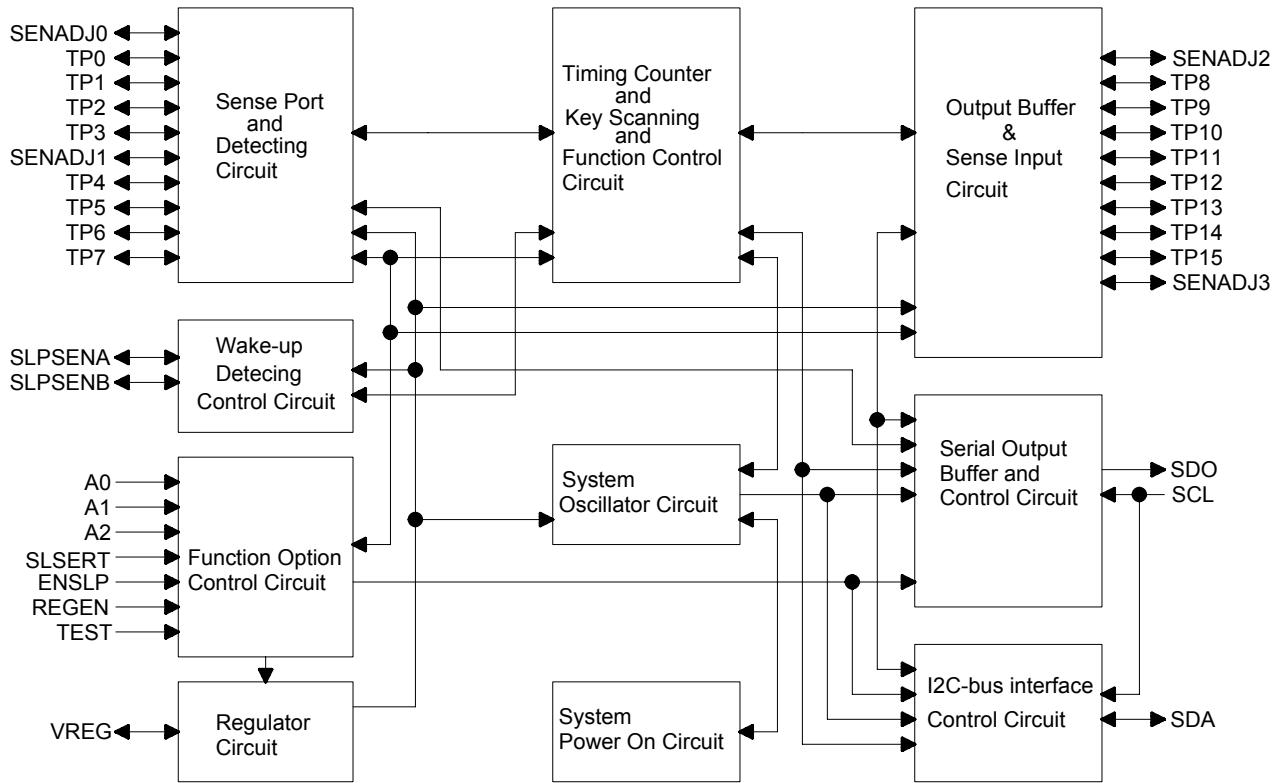 SENADJ0
TP0
TP1
TP2
TP3
SENADJ1
TP4
TP5
TP6
TP7
Sense Port
and
Detecting
Circuit
Timing Counter
and
Key Scanning
and
Function Control
Circuit
Output Buffer
&
Sense Input
Circuit
SENADJ2
TP8
TP9
TP10
TP11
TP12
TP13
TP14
TP15
SENADJ3
SLPSENA
SLPSENB
Wake-up
Detecing
Control Circuit
A0
A1
A2
SLSERT
ENSLP
REGEN
TEST
Function Option
Control Circuit
System
Oscillator Circuit
Serial Output
Buffer and
Control Circuit
SDO
SCL
VREG
Regulator
Circuit
System
Power On Circuit
I2C-bus interface
Control Circuit
SDA